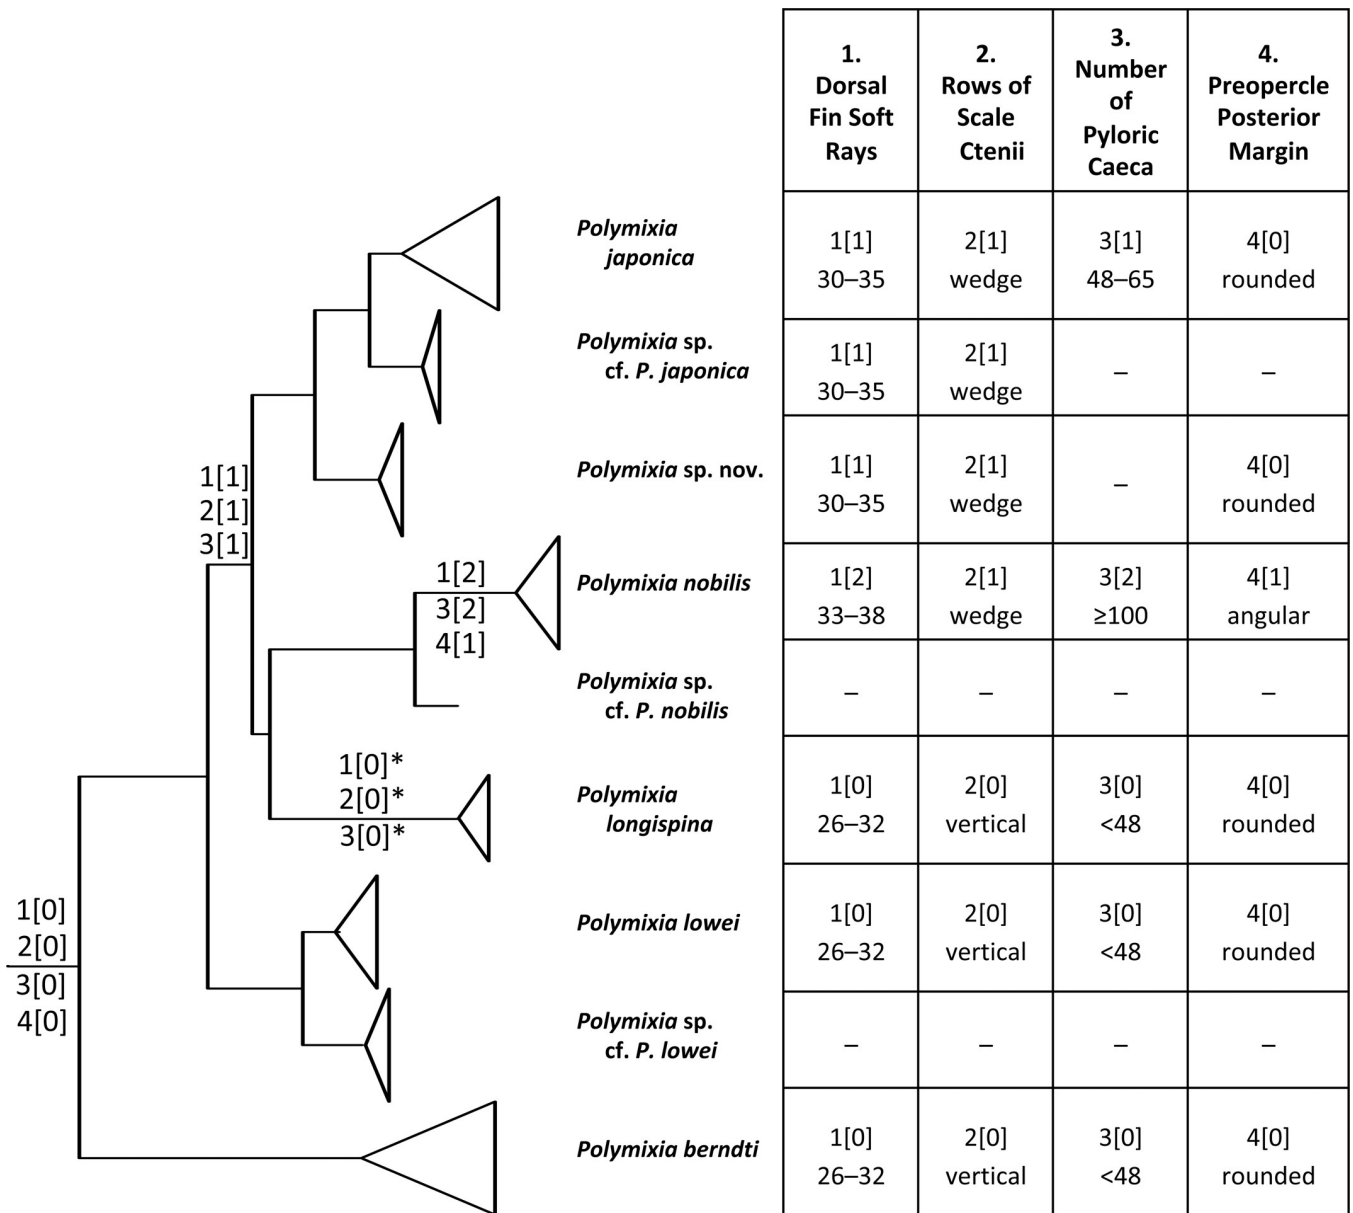 1.
Dorsal
Fin Soft
Rays
2.
Rows of
Scale
Ctenii
3.
Number
of
Pyloric
Caeca
4.
Preopercle
Posterior
Margin
Polymixia
japonica
1[1]
30–35
2[1]
wedge
3[1]
48–65
4[0]
rounded
Polymixia sp.
cf. P. japonica
1[1]
30–35
2[1]
wedge
–
–
Polymixia sp. nov.
1[1]
30–35
2[1]
wedge
–
4[0]
rounded
1[1]
2[1]
3[1]
1[2]
3[2]
4[1]
Polymixia nobilis
1[2]
33–38
2[1]
wedge
3[2]
≥100
4[1]
angular
Polymixia sp.
cf. P. nobilis
–
–
–
–
1[0]*
2[0]*
3[0]*
Polymixia
longispina
1[0]
26–32
2[0]
vertical
3[0]
<48
4[0]
rounded
Polymixia lowei
1[0]
26–32
2[0]
vertical
3[0]
<48
4[0]
rounded
1[0]
2[0]
3[0]
4[0]
Polymixia sp.
cf. P. lowei
–
–
–
–
Polymixia berndti
1[0]
26–32
2[0]
vertical
3[0]
<48
4[0]
rounded